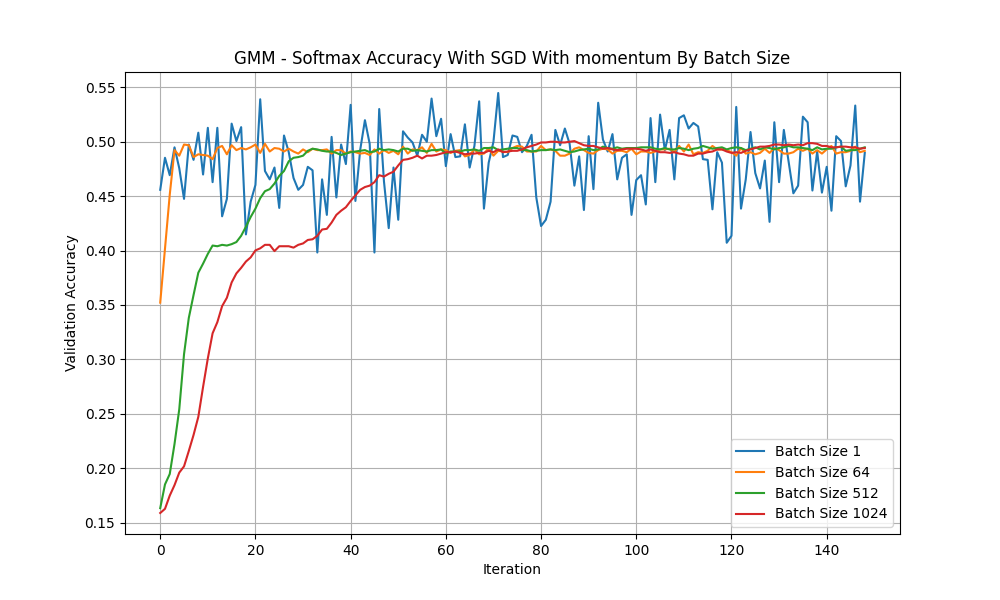 GMM - Softmax Accuracy With SGD With momentum By Batch Size
Validation Accuracy
0.55
0.50
0.45
0.40
0.35
0.30
0.25
0.20
0.15
0 20 40 60 80 100 120 140
Iteration
Batch Size 1
Batch Size 64
Batch Size 512
Batch Size 1024